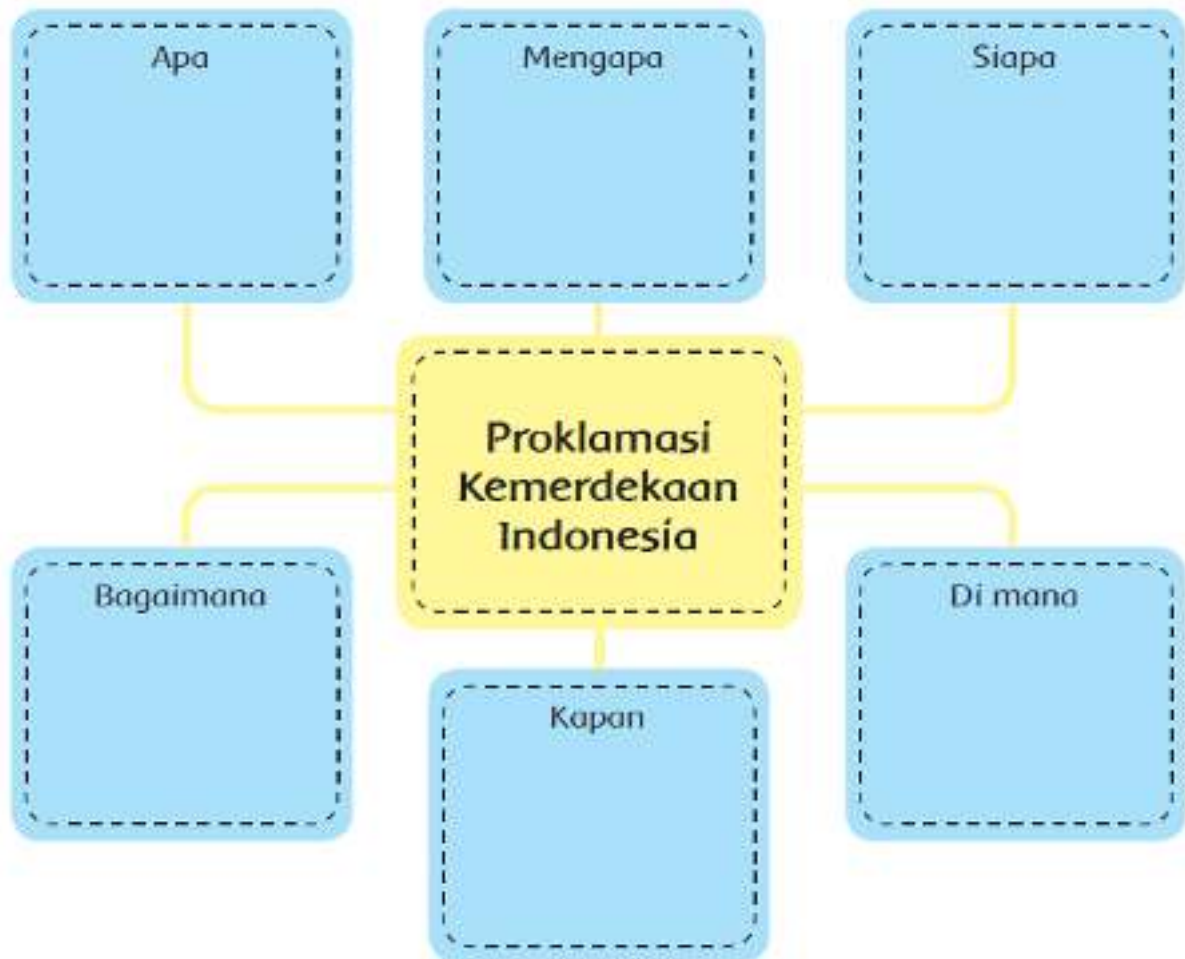 Apa
Mengapa
Siapa
Proklamasi
Kemerdekaan
Indonesia
Bagaimana
Di mana
Kapan